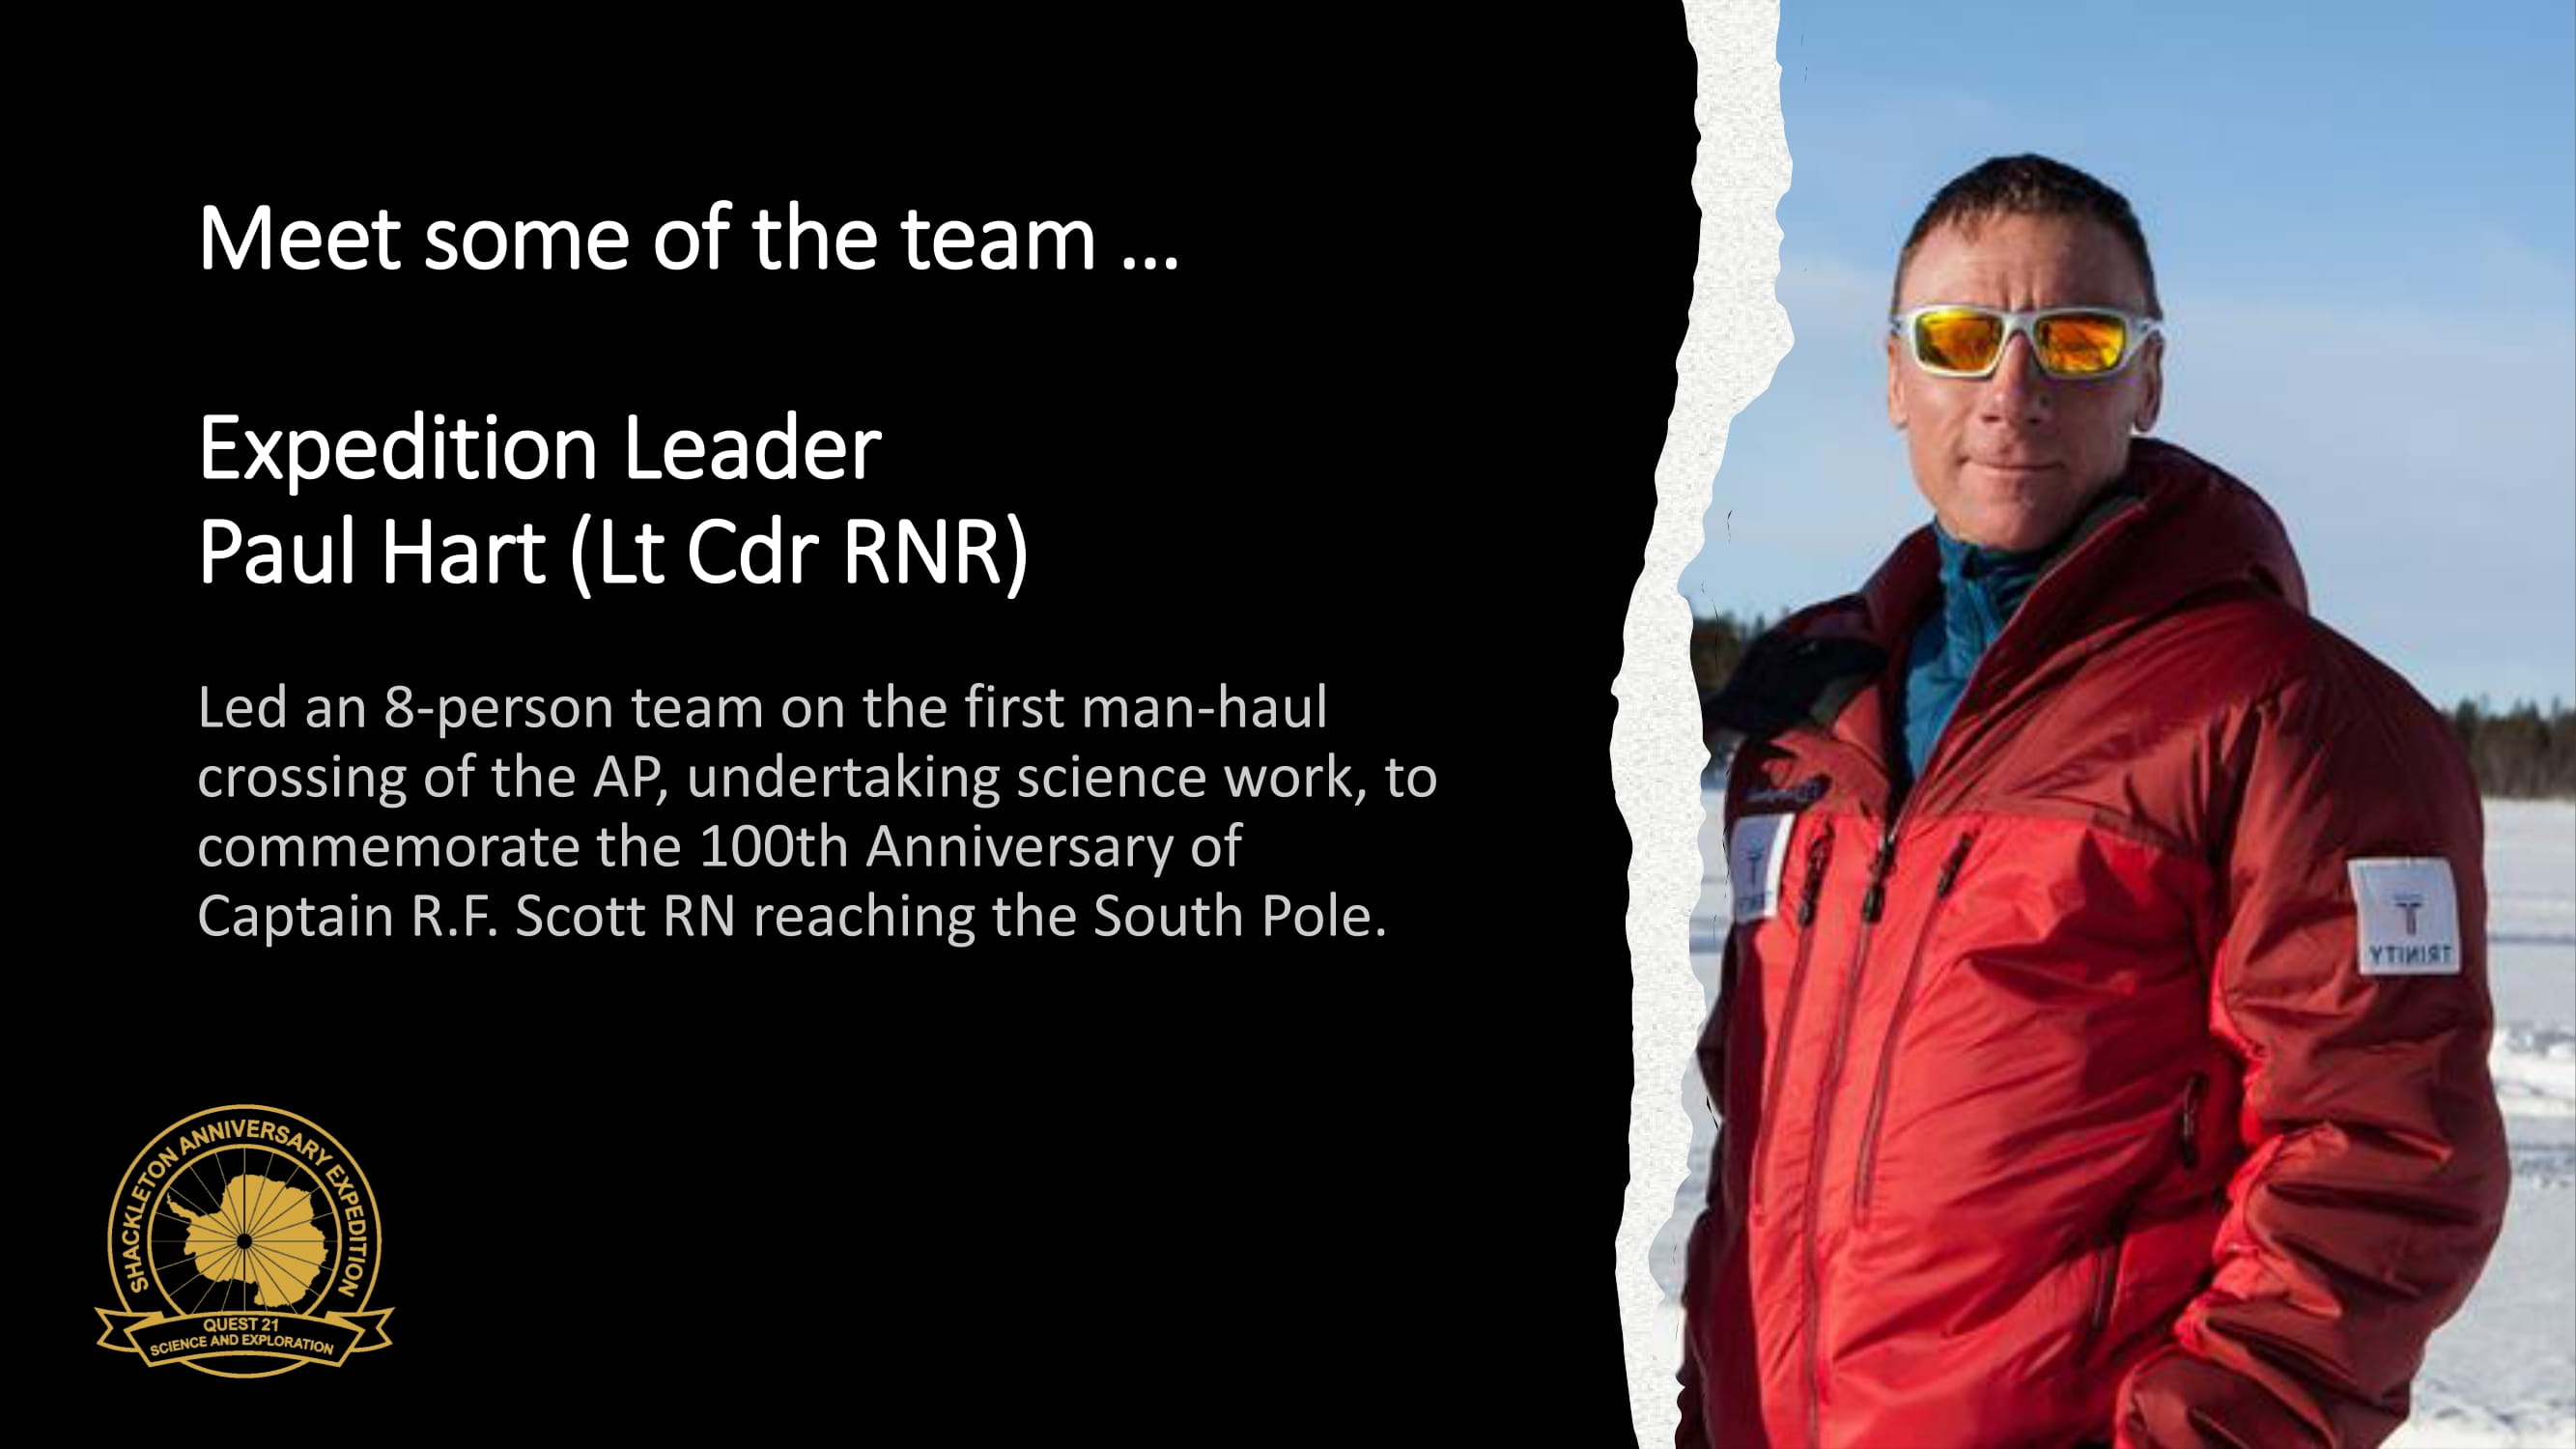 Meet some of the team ...
Expedition Leader
Paul Hart (Lt Cdr RNR)
Led an 8-person team on the first man-haul
crossing of the AP, undertaking science work, to
commemorate the 100th Anniversary of
Captain R.F. Scott RN reaching the South Pole.
SHACKLETON ANNIVERSARY EXPEDITION
QUEST 21
SCIENCE AND EXPLORATION
TRINITY